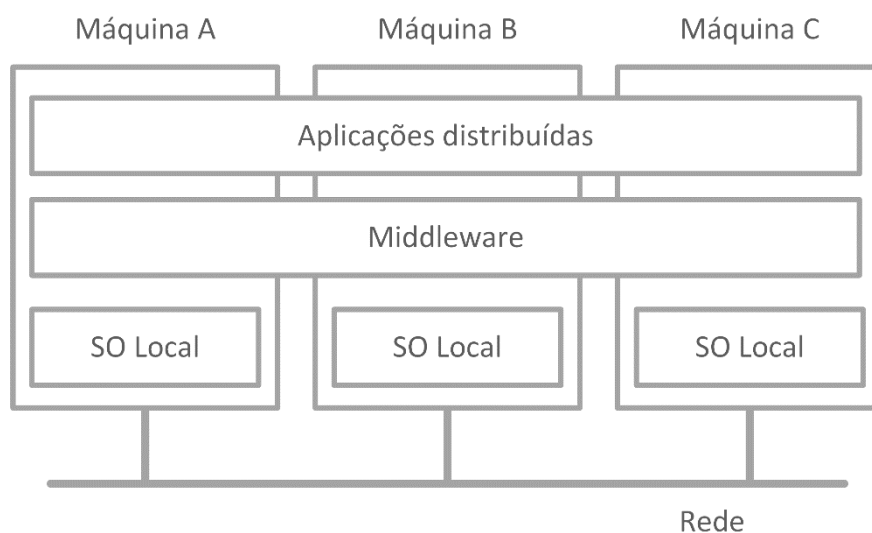 Máquina A
Máquina B
Máquina C
Aplicações distribuídas
Middleware
SO Local
SO Local
SO Local
Rede